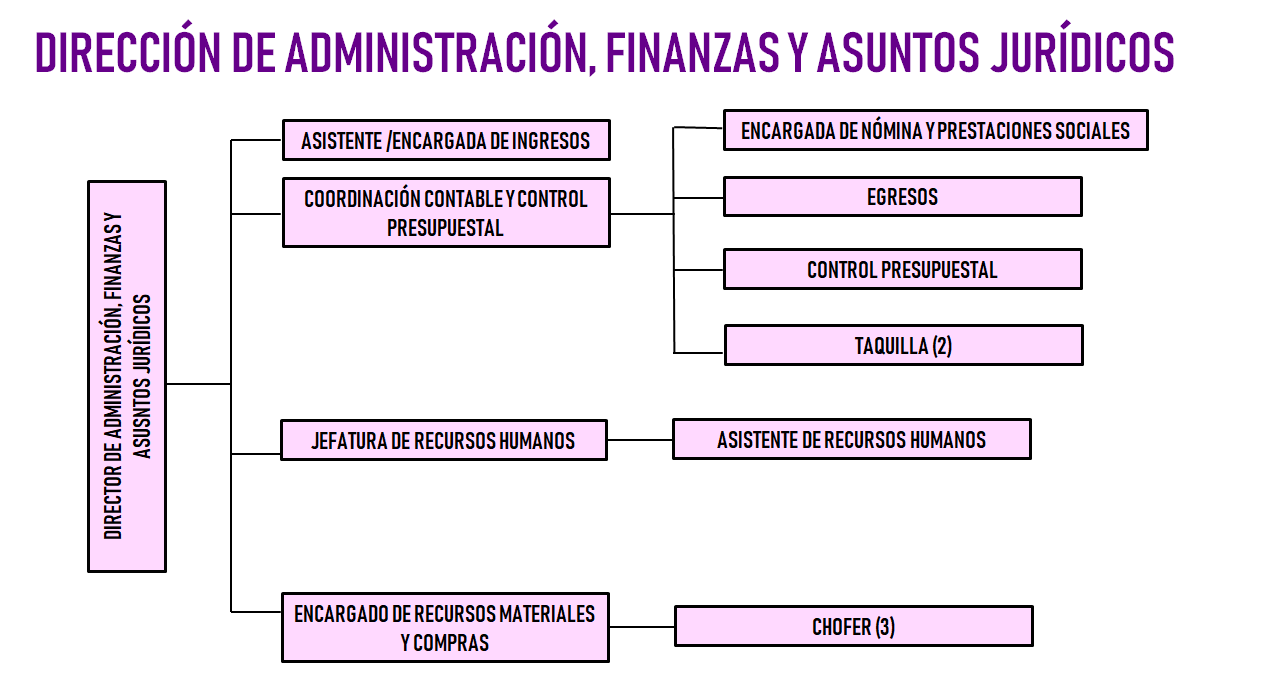 DIRECCIÓN DE ADMINISTRACIÓN, FINANZAS Y ASUNTOS JURÍDICOS
DIRECTOR DE ADMINISTRACIÓN, FINANZAS Y
ASUSNTOS JURÍDICOS
ASISTENTE /ENCARGADA DE INGRESOS
COORDINACIÓN CONTABLE Y CONTROL
PRESUPUESTAL
ENCARGADA DE NÓMINA Y PRESTACIONES SOCIALES
EGRESOS
CONTROL PRESUPUESTAL
TAQUILLA (2)
JEFATURA DE RECURSOS HUMANOS
ASISTENTE DE RECURSOS HUMANOS
ENCARGADO DE RECURSOS MATERIALES
Y COMPRAS
CHOFER (3)